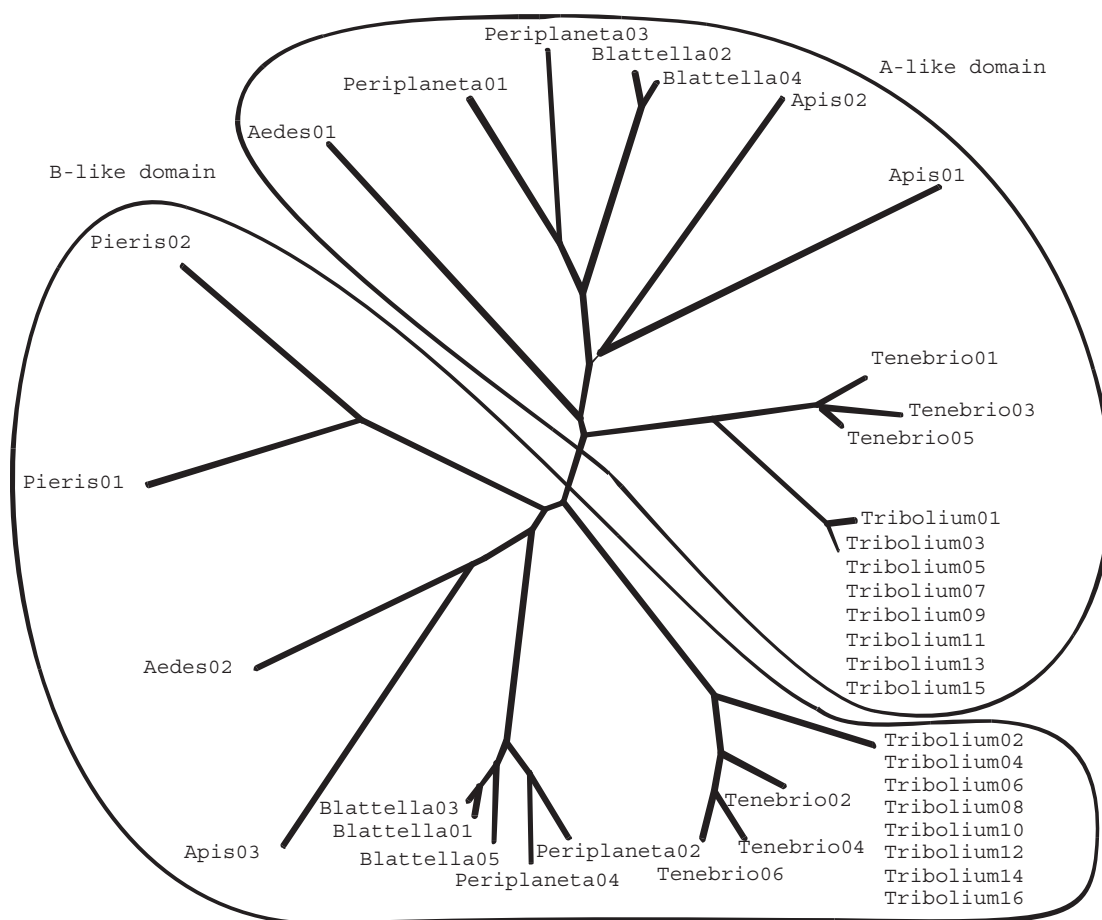 Periplaneta03
Blattella02
A-like domain
Blattella04
Periplaneta01
Apis02
Aedes01
B-like domain
Apis01
Pieris02
Tenebrio01
Tenebrio03
Tenebrio05
Pieris01
Tribolium01
Tribolium03
Tribolium05
Tribolium07
Tribolium09
Tribolium11
Tribolium13
Tribolium15
Aedes02
Tribolium02
Tribolium04
Tribolium06
Tribolium08
Tribolium10
Tribolium12
Tribolium14
Tribolium16
Tenebrio02
Blattella03
Blattella01
Tenebrio04
Periplaneta02
Apis03
Blattella05
Tenebrio06
Periplaneta04